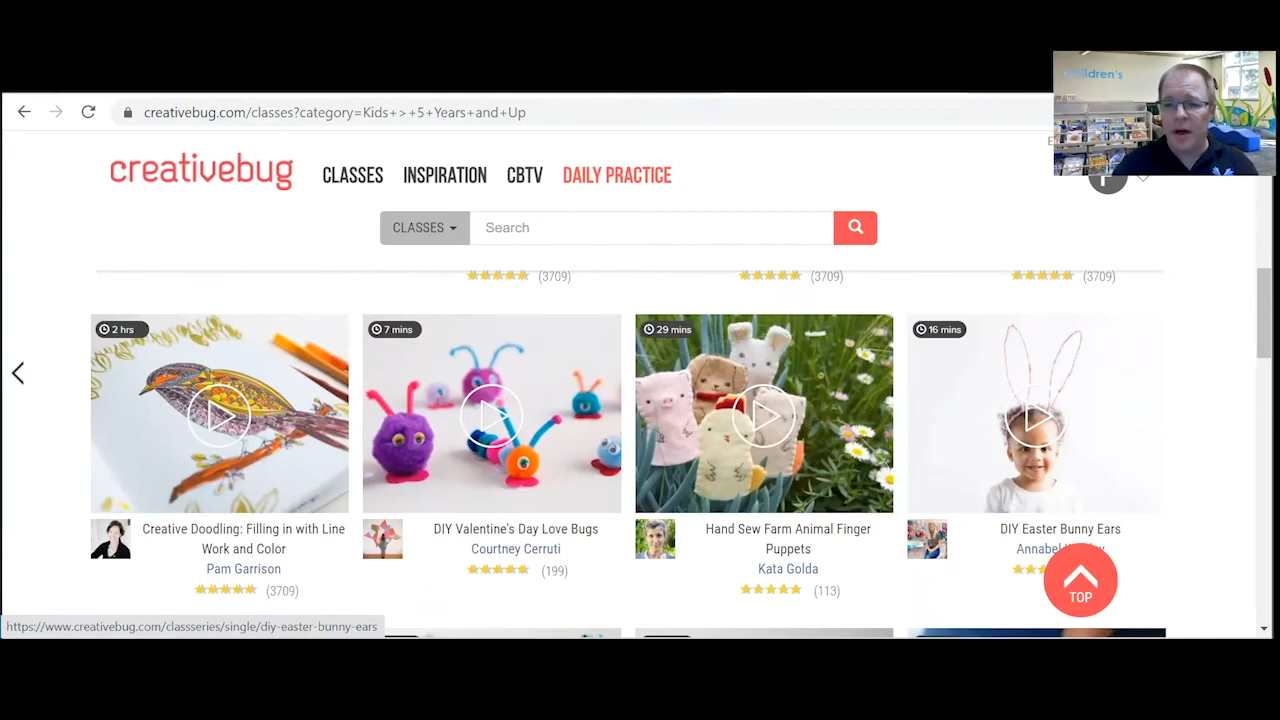 Children's
creativebug.com/classes?category=Kids+>+5+Years+and+Up
creativebug
CLASSES
INSPIRATION
CBTV
DAILY PRACTICE
CLASSES
Search
(3709)
(3709)
(3709)
2 hrs
7 mins
29 mins
16 mins
Creative Doodling: Filling in with Line
Work and Color
Pam Garrison
(3709)
DIY Valentine's Day Love Bugs
Courtney Cerruti
(199)
Hand Sew Farm Animal Finger
Puppets
Kata Golda
(113)
DIY Easter Bunny Ears
Annabel
TOP
https://www.creativebug.com/classseries/single/diy-easter-bunny-ears